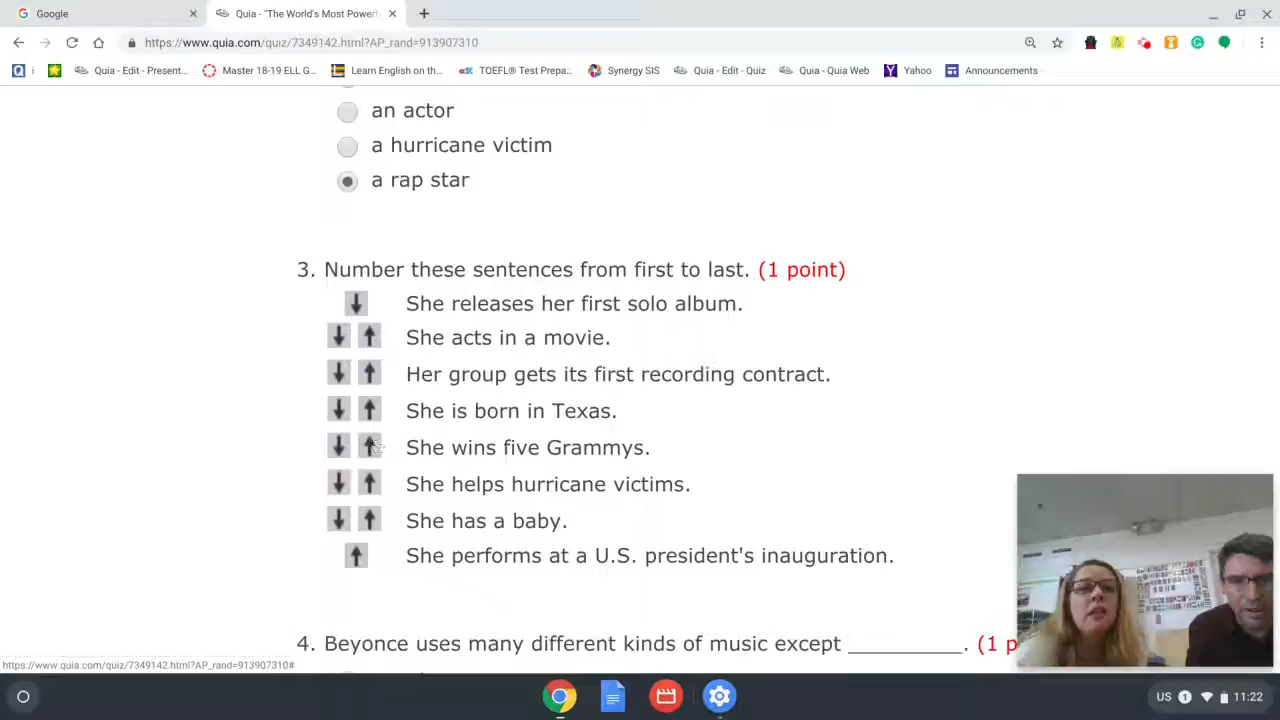 Google
Quia - "The World's Most Powerf
https://www.quia.com/quiz/7349142.html?AP_rand=913907310
i
Quia - Edit - Present...
Master 18-19 ELL G...
Learn English on th...
TOEFL® Test Prepa...
Synergy SIS
Quia - Edit - Quiz
Quia - Quia Web
Yahoo
Announcements
an actor
a hurricane victim
a rap star
3. Number these sentences from first to last. (1 point)
She releases her first solo album.
She acts in a movie.
Her group gets its first recording contract.
She is born in Texas.
She wins five Grammys.
She helps hurricane victims.
She has a baby.
She performs at a U.S. president's inauguration.
4. Beyonce uses many different kinds of music except __________. (1 p
https://www.quia.com/quiz/7349142.html?AP_rand=913907310#
US 1 11:22